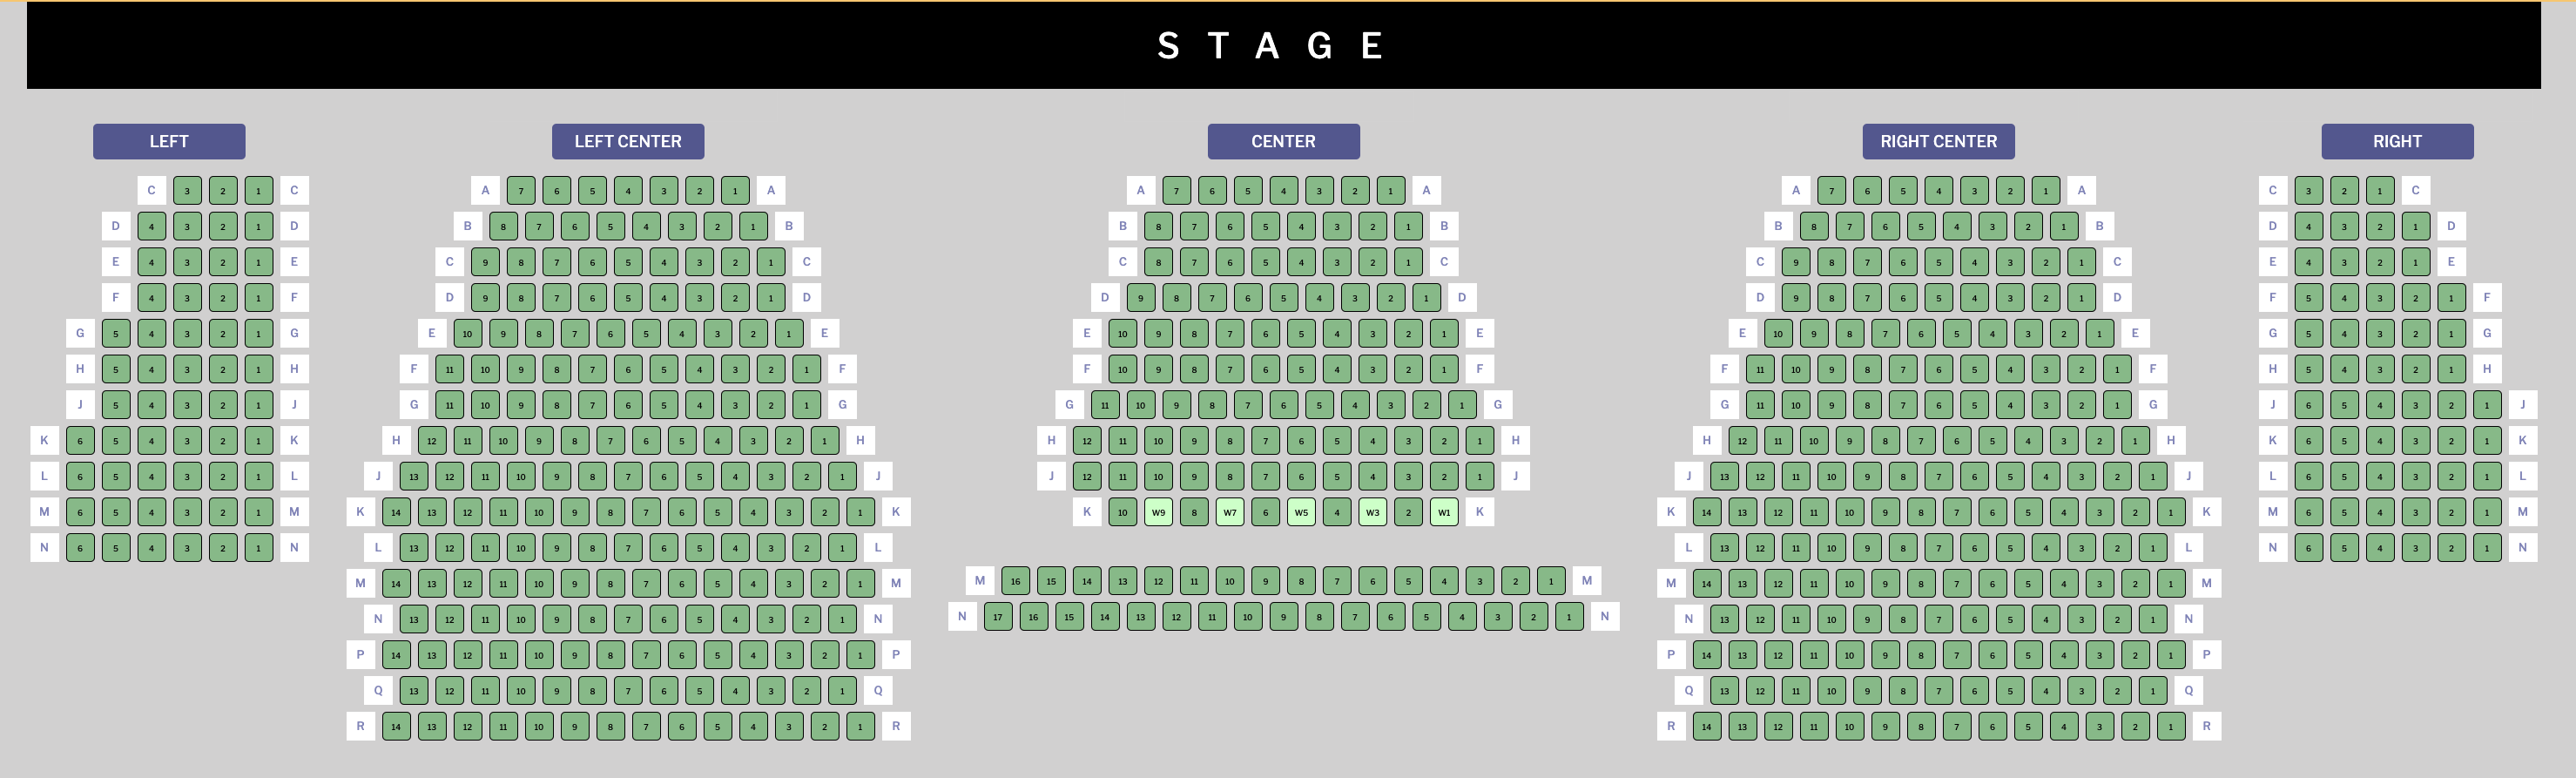 STAGE
LEFT
C 3 2 1 C
D 4 3 2 1 D
E 4 3 2 1 E
F 4 3 2 1 F
G 5 4 3 2 1 G
H 5 4 3 2 1 H
J 5 4 3 2 1 J
K 6 5 4 3 2 1 K
L 6 5 4 3 2 1 L
M 6 5 4 3 2 1 M
N 6 5 4 3 2 1 N
LEFT CENTER
A 7 6 5 4 3 2 1 A
B 8 7 6 5 4 3 2 1 B
C 9 8 7 6 5 4 3 2 1 C
D 9 8 7 6 5 4 3 2 1 D
E 10 9 8 7 6 5 4 3 2 1 E
F 11 10 9 8 7 6 5 4 3 2 1 F
G 11 10 9 8 7 6 5 4 3 2 1 G
H 12 11 10 9 8 7 6 5 4 3 2 1 H
J 13 12 11 10 9 8 7 6 5 4 3 2 1 J
K 14 13 12 11 10 9 8 7 6 5 4 3 2 1 K
L 13 12 11 10 9 8 7 6 5 4 3 2 1 L
M 14 13 12 11 10 9 8 7 6 5 4 3 2 1 M
N 13 12 11 10 9 8 7 6 5 4 3 2 1 N
P 14 13 12 11 10 9 8 7 6 5 4 3 2 1 P
Q 13 12 11 10 9 8 7 6 5 4 3 2 1 Q
R 14 13 12 11 10 9 8 7 6 5 4 3 2 1 R
CENTER
A 7 6 5 4 3 2 1 A
B 8 7 6 5 4 3 2 1 B
C 8 7 6 5 4 3 2 1 C
D 9 8 7 6 5 4 3 2 1 D
E 10 9 8 7 6 5 4 3 2 1 E
F 10 9 8 7 6 5 4 3 2 1 F
G 11 10 9 8 7 6 5 4 3 2 1 G
H 12 11 10 9 8 7 6 5 4 3 2 1 H
J 12 11 10 9 8 7 6 5 4 3 2 1 J
K 10 W9 8 W7 6 W5 4 W3 2 W1 K
M 16 15 14 13 12 11 10 9 8 7 6 5 4 3 2 1 M
N 17 16 15 14 13 12 11 10 9 8 7 6 5 4 3 2 1 N
RIGHT CENTER
A 7 6 5 4 3 2 1 A
B 8 7 6 5 4 3 2 1 B
C 9 8 7 6 5 4 3 2 1 C
D 9 8 7 6 5 4 3 2 1 D
E 10 9 8 7 6 5 4 3 2 1 E
F 11 10 9 8 7 6 5 4 3 2 1 F
G 11 10 9 8 7 6 5 4 3 2 1 G
H 12 11 10 9 8 7 6 5 4 3 2 1 H
J 13 12 11 10 9 8 7 6 5 4 3 2 1 J
K 14 13 12 11 10 9 8 7 6 5 4 3 2 1 K
L 13 12 11 10 9 8 7 6 5 4 3 2 1 L
M 14 13 12 11 10 9 8 7 6 5 4 3 2 1 M
N 13 12 11 10 9 8 7 6 5 4 3 2 1 N
P 14 13 12 11 10 9 8 7 6 5 4 3 2 1 P
Q 13 12 11 10 9 8 7 6 5 4 3 2 1 Q
R 14 13 12 11 10 9 8 7 6 5 4 3 2 1 R
RIGHT
C 3 2 1 C
D 4 3 2 1 D
E 4 3 2 1 E
F 5 4 3 2 1 F
G 5 4 3 2 1 G
H 5 4 3 2 1 H
J 6 5 4 3 2 1 J
K 6 5 4 3 2 1 K
L 6 5 4 3 2 1 L
M 6 5 4 3 2 1 M
N 6 5 4 3 2 1 N